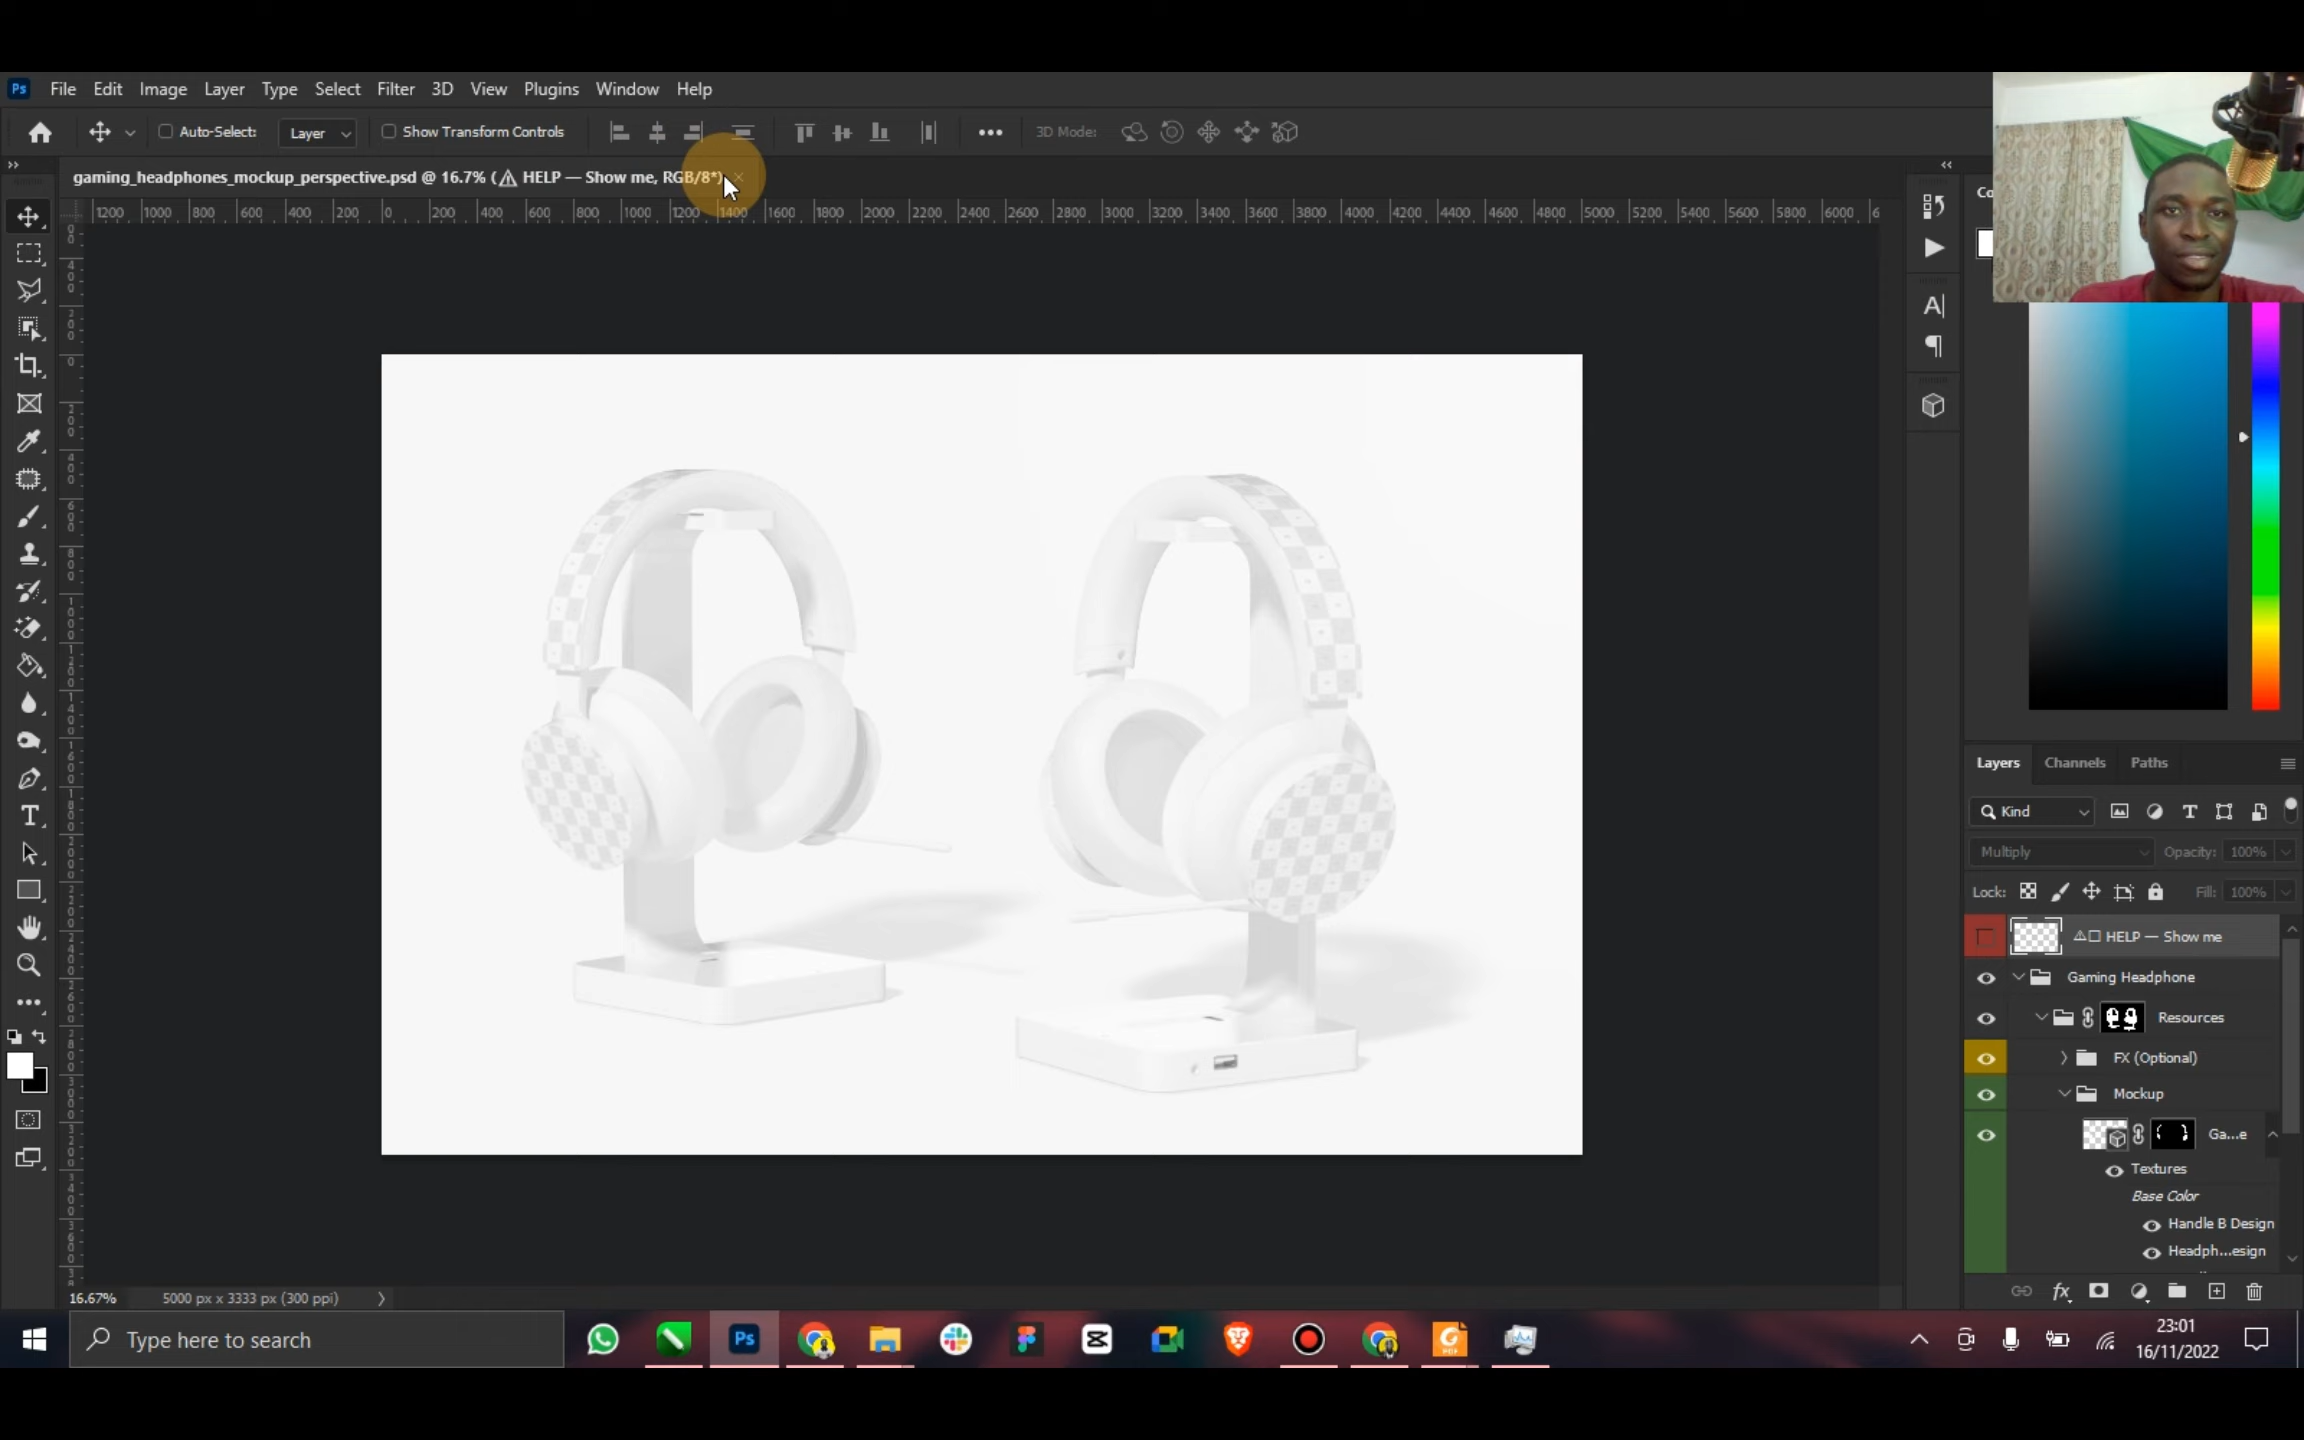 Ps File Edit Image Layer Type Select Filter 3D View Plugins Window Help
Auto-Select: Layer Show Transform Controls 3D Mode:
gaming_headphones_mockup_perspective.psd @ 16.7% (⚠ HELP — Show me, RGB/8*) ×
1200 1000 800 600 400 200 0 200 400 600 800 1000 1200 1400 1600 1800 2000 2200 2400 2600 2800 3000 3200 3400 3600 3800 4000 4200 4400 4600 4800 5000 5200 5400 5600 5800 6000 6
Co
Layers Channels Paths
Kind
Multiply Opacity: 100%
Lock: Fill: 100%
⚠☐ HELP — Show me
Gaming Headphone
Resources
FX (Optional)
Mockup
Ga...e
Textures
Base Color
Handle B Design
Headph...esign
16.67% 5000 px x 3333 px (300 ppi)
Type here to search
Ps
PDF
23:01
16/11/2022